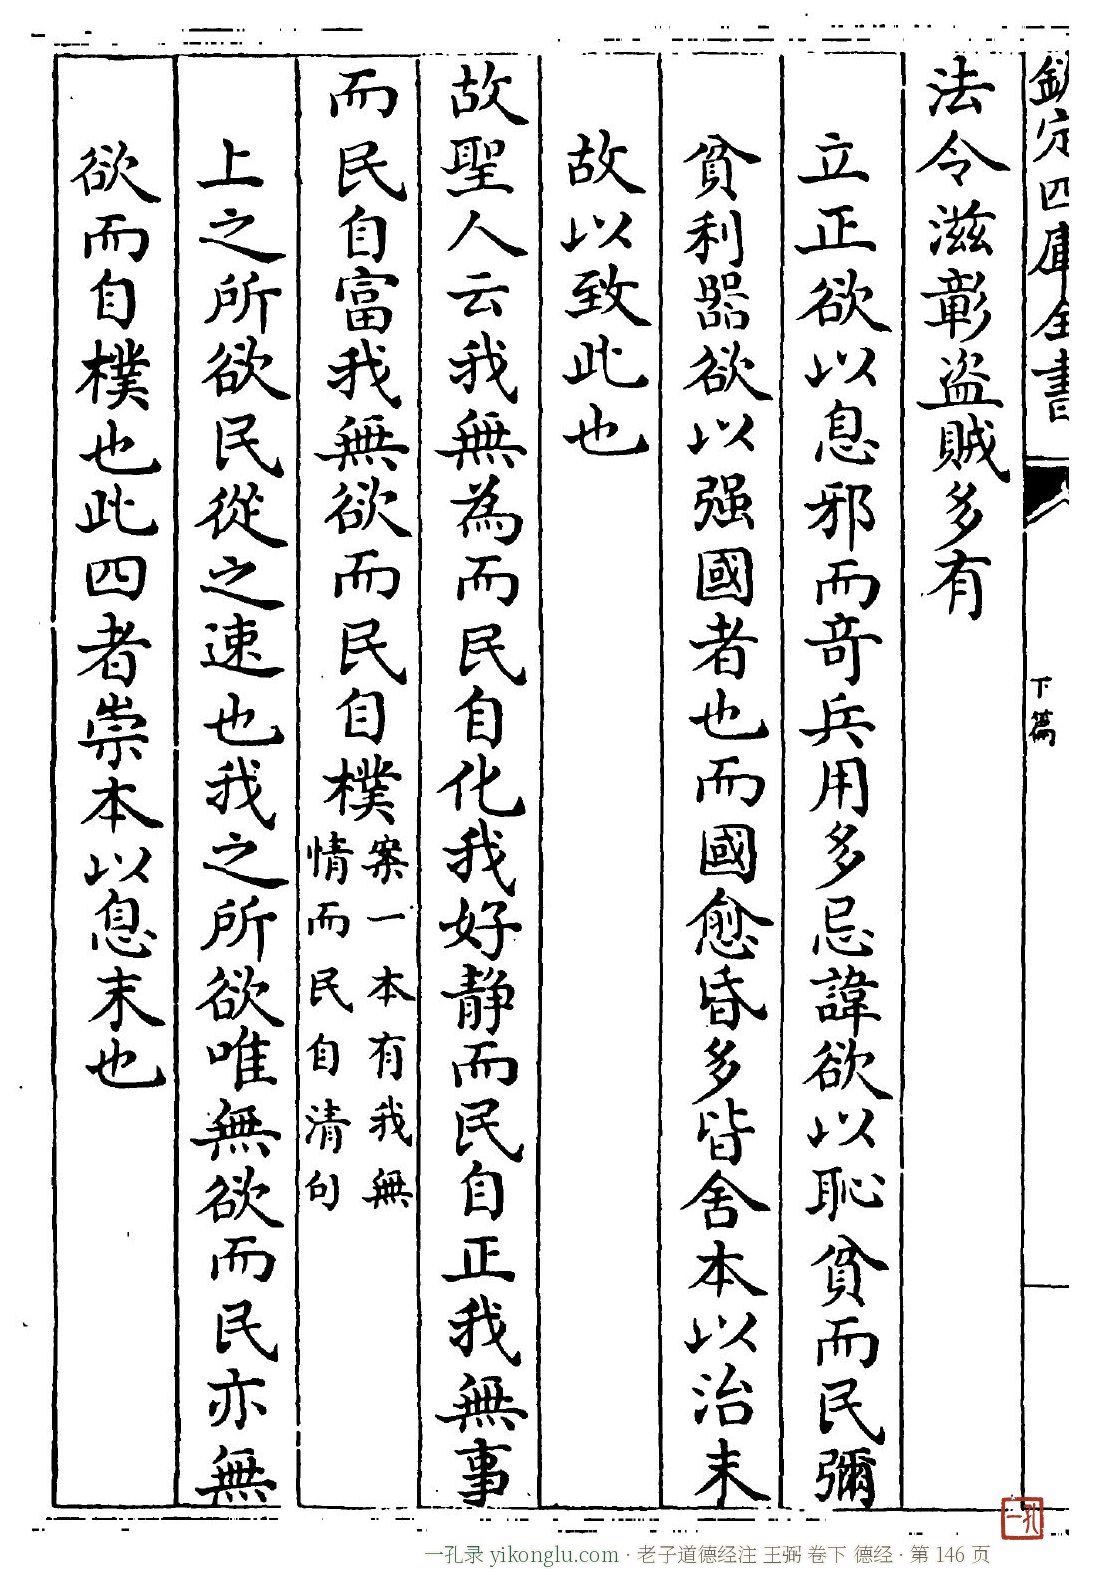 欽定四庫全書
下篇
法令滋彰盗賊多有
立正欲以息邪而竒兵用多忌諱欲以恥貧而民彌
貧利器欲以强國者也而國愈昏多皆舍本以治末
故以致此也
故聖人云我無為而民自化我好静而民自正我無事
而民自富我無欲而民自樸
案一本有我無
情而民自清句
上之所欲民從之速也我之所欲唯無欲而民亦無
欲而自樸也此四者崇本以息末也
一孔
一孔录 yikonglu.com · 老子道德经注 王弼 卷下 德经 · 第 146 页